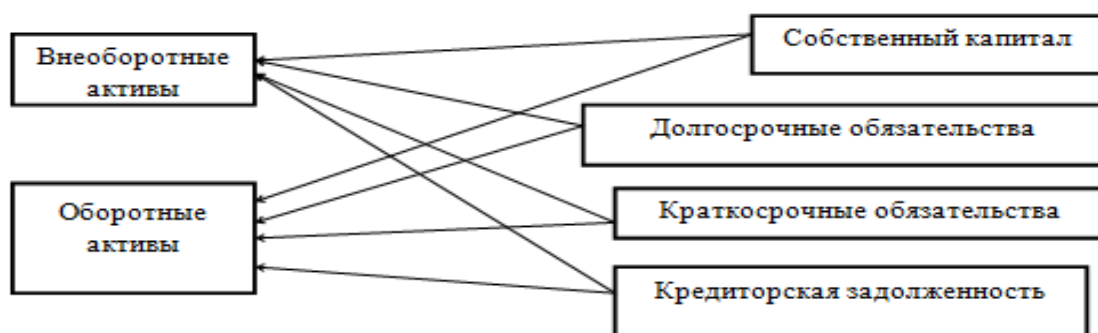 Внеоборотные
активы
Оборотные
активы
Собственный капитал
Долгосрочные обязательства
Краткосрочные обязательства
Кредиторская задолженность